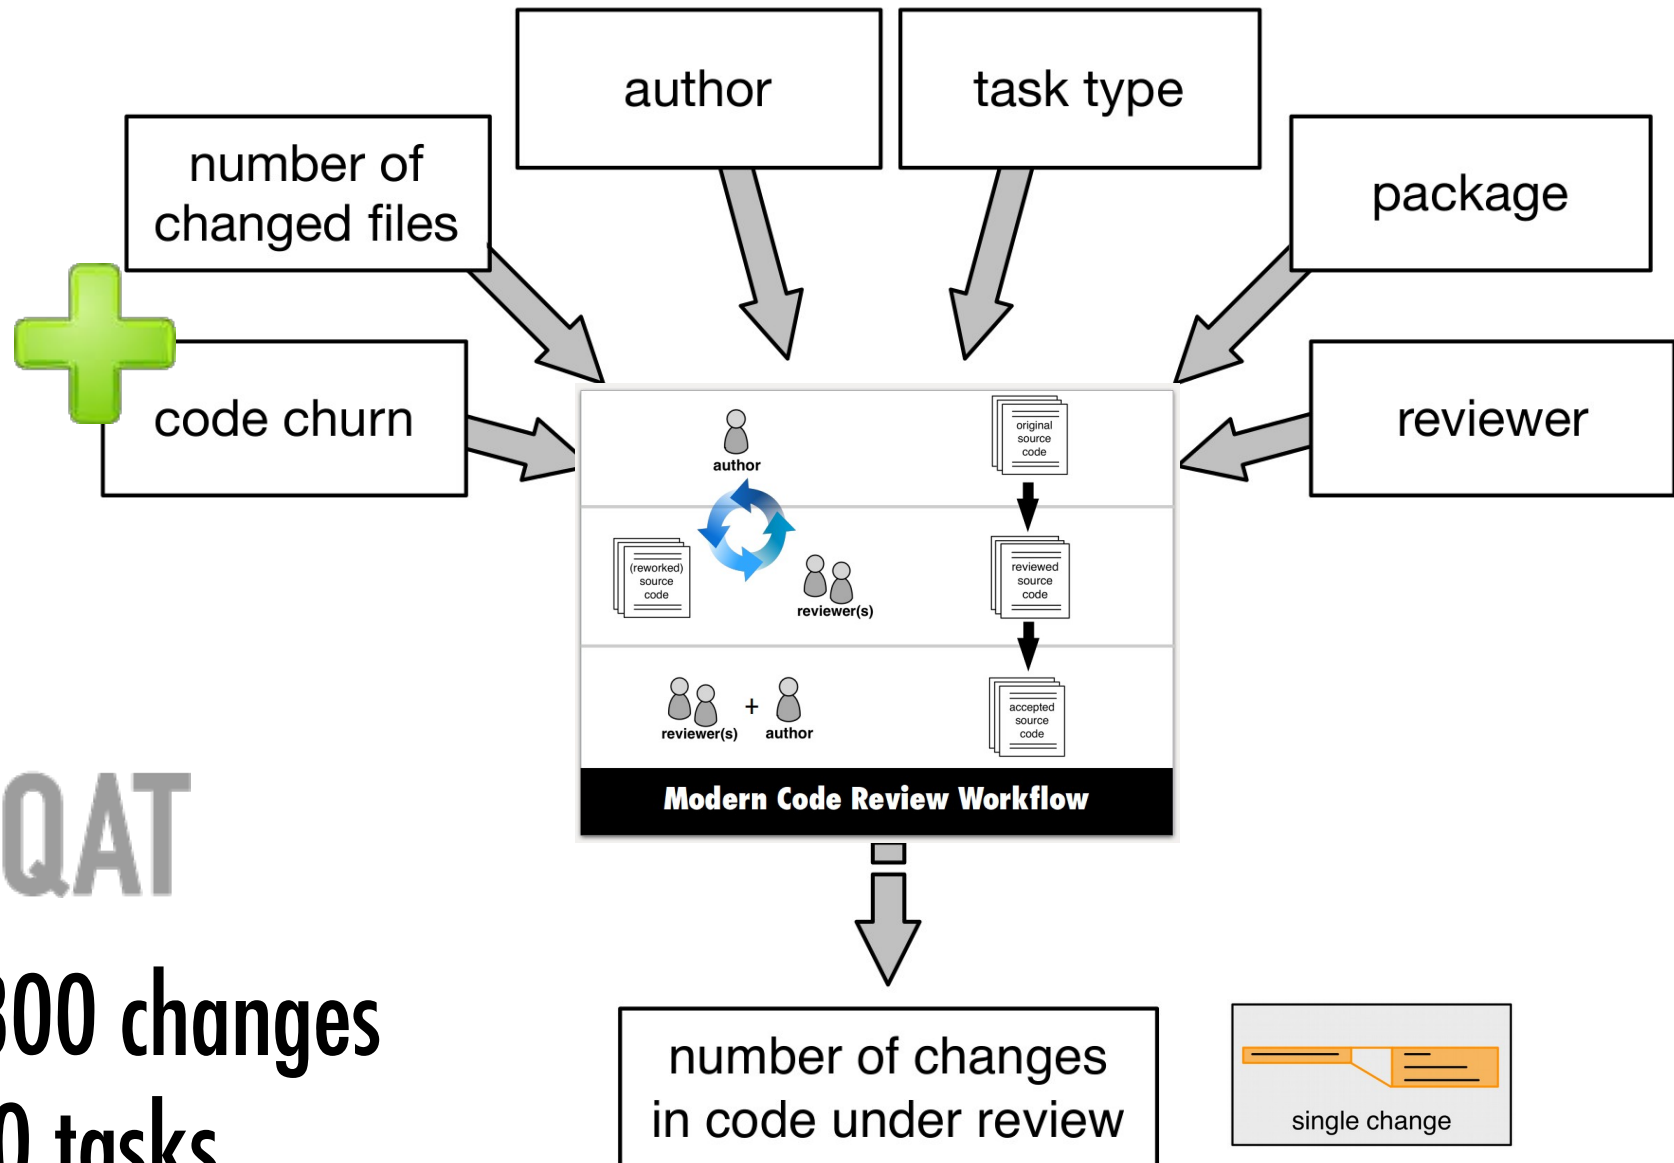 author
task type
number of
changed files
package
code churn
reviewer
author
original
source
code
(reworked)
source
code
reviewer(s)
reviewed
source
code
reviewer(s)
+
author
accepted
source
code
Modern Code Review Workflow
QAT
300 changes
0 tasks
number of changes
in code under review
single change